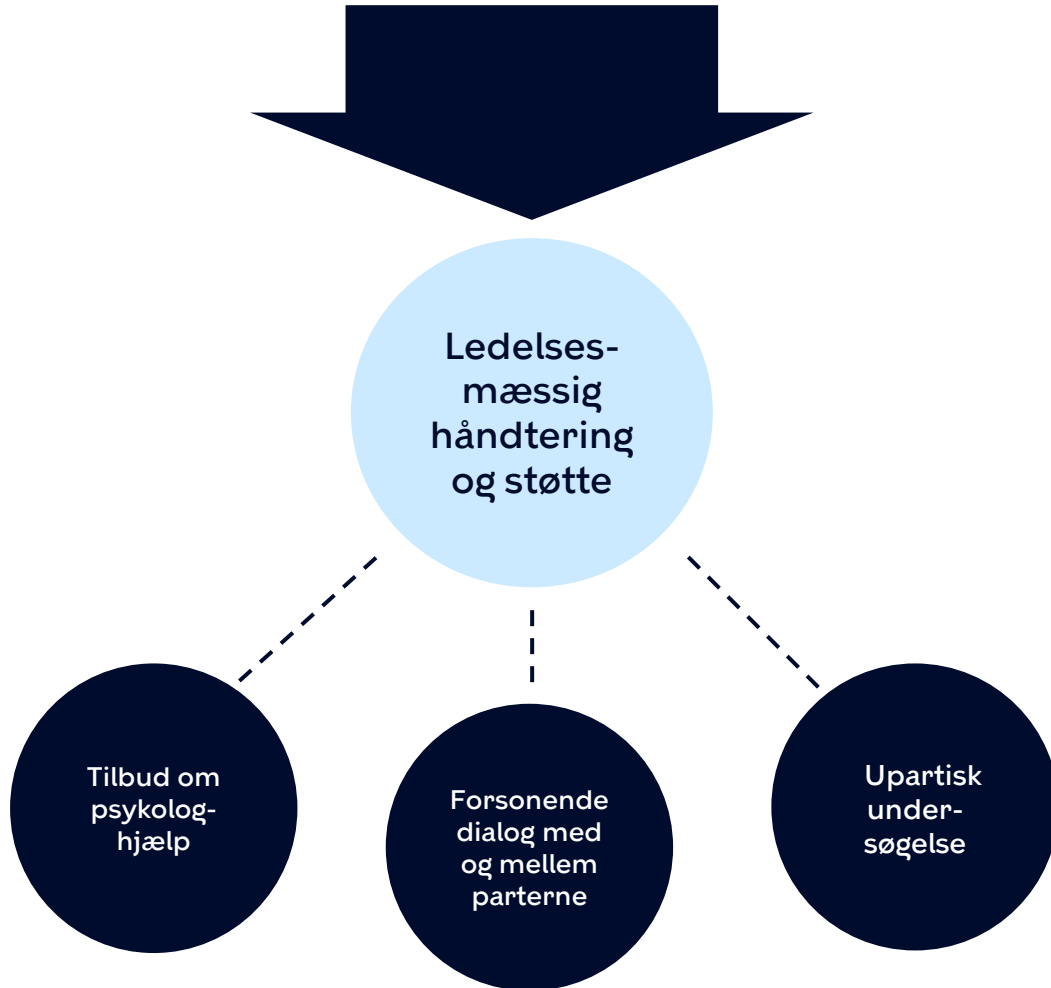 Ledelses-
mæssig
håndtering
og støtte
Tilbud om
psykolog-
hjælp
Forsonende
dialog med
og mellem
parterne
Upartisk
under-
søgelse